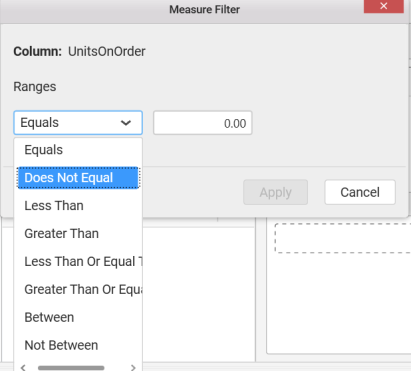 Measure Filter
Column: UnitsOnOrder
Ranges
Equals 0.00
Equals
Does Not Equal
Less Than
Greater Than
Less Than Or Equal
Greater Than Or
Between
Not Between
Apply Cancel